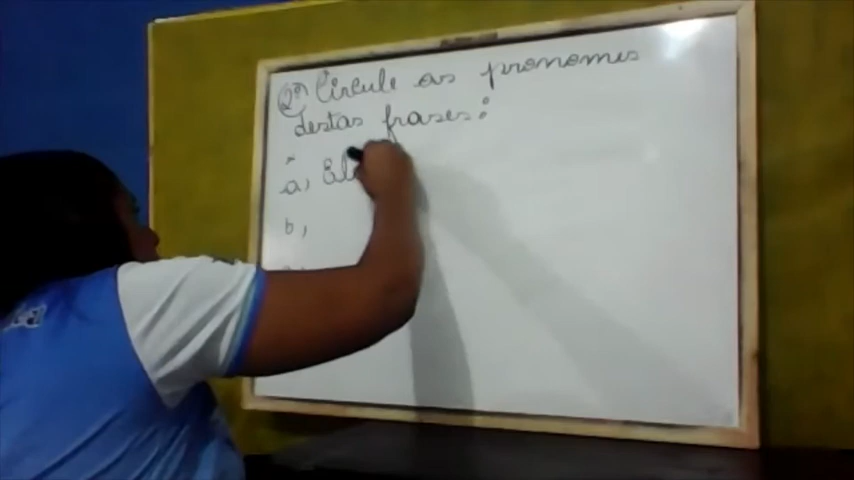 2º) Circule os pronomes
destas frases:
a, El
b,